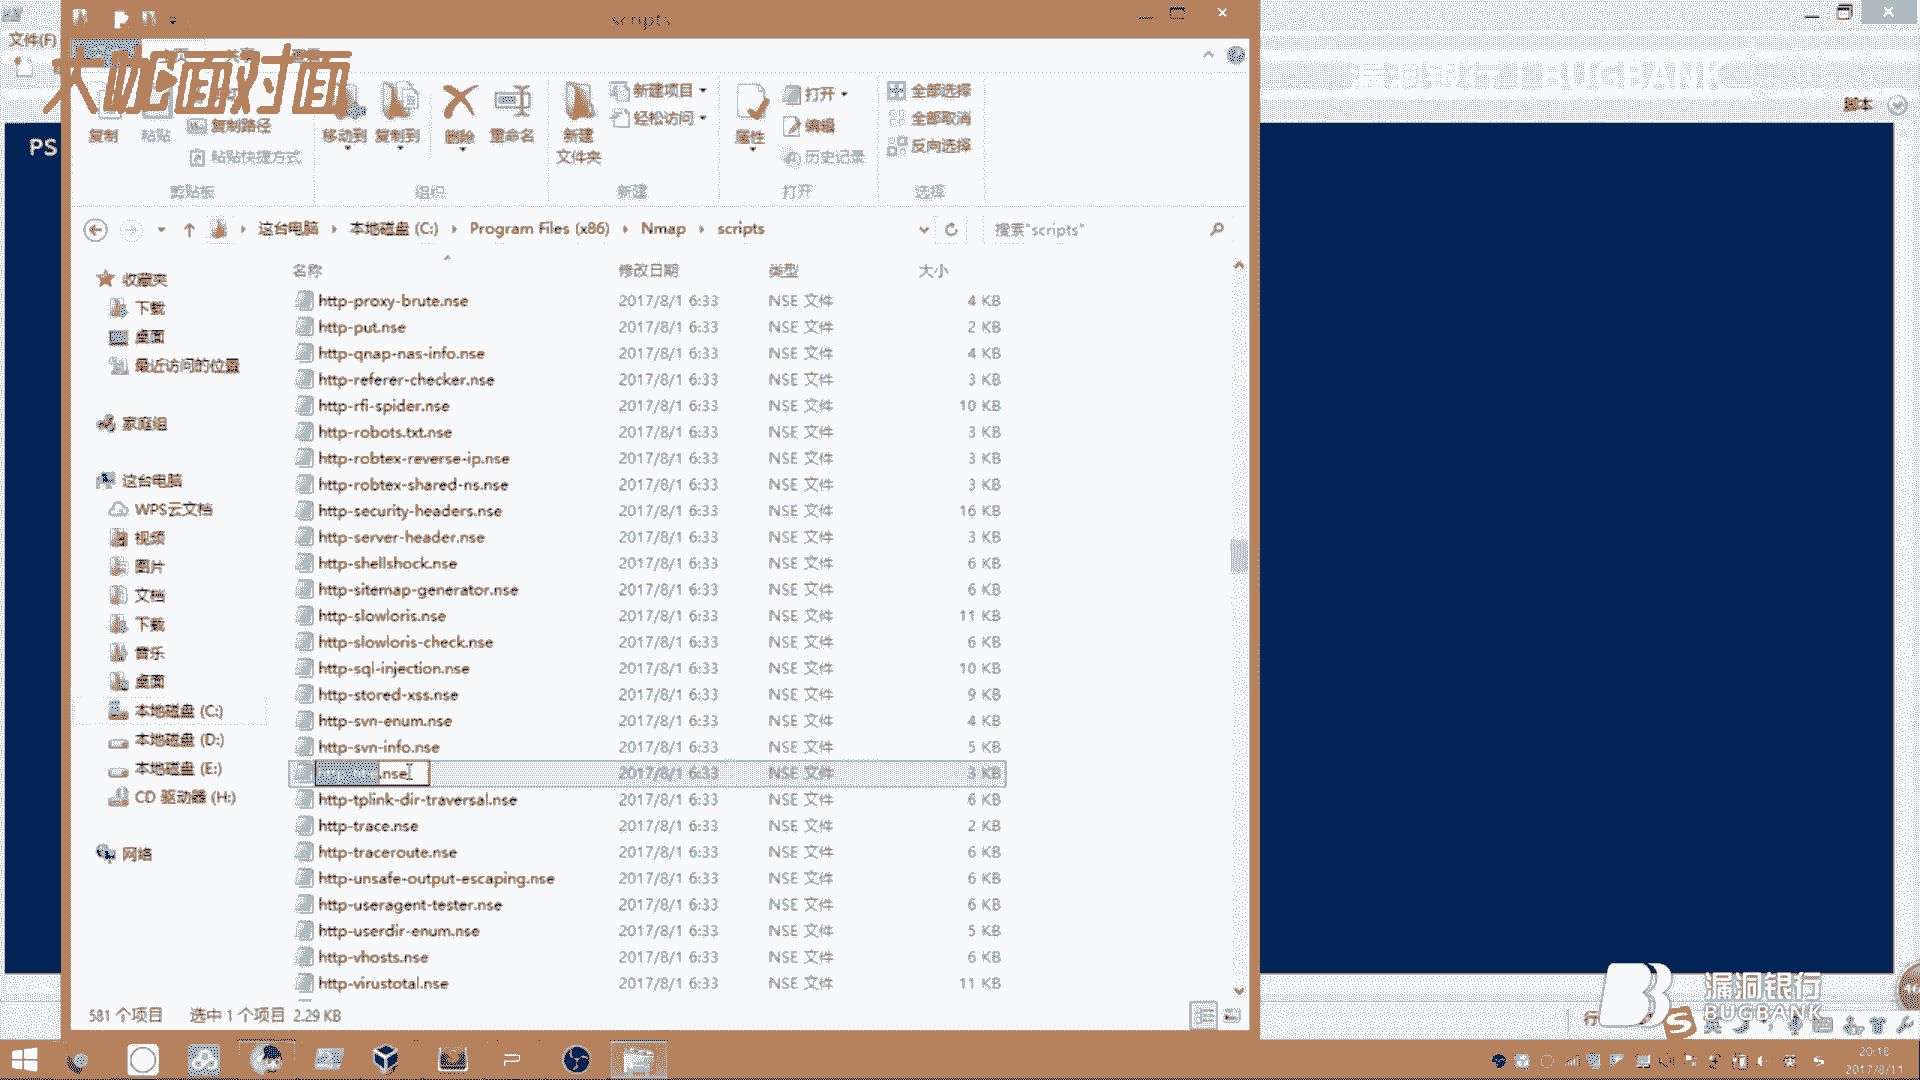 scripts
文件(F)
大咖面对面
漏洞银行 | BUGBANK
脚本
PS
复制
粘贴
复制路径
粘贴快捷方式
移动到
复制到
删除
重命名
新建
文件夹
新建项目
轻松访问
属性
打开
编辑
历史记录
全部选择
全部取消
反向选择
剪贴板
组织
新建
打开
选择
这台电脑
本地磁盘 (C:)
Program Files (x86)
Nmap
scripts
搜索"scripts"
名称 修改日期 类型 大小
http-proxy-brute.nse 2017/8/1 6:33 NSE 文件 4 KB
http-put.nse 2017/8/1 6:33 NSE 文件 2 KB
http-qnap-nas-info.nse 2017/8/1 6:33 NSE 文件 4 KB
http-referer-checker.nse 2017/8/1 6:33 NSE 文件 3 KB
http-rfi-spider.nse 2017/8/1 6:33 NSE 文件 10 KB
http-robots.txt.nse 2017/8/1 6:33 NSE 文件 3 KB
http-robtex-reverse-ip.nse 2017/8/1 6:33 NSE 文件 3 KB
http-robtex-shared-ns.nse 2017/8/1 6:33 NSE 文件 3 KB
http-security-headers.nse 2017/8/1 6:33 NSE 文件 16 KB
http-server-header.nse 2017/8/1 6:33 NSE 文件 3 KB
http-shellshock.nse 2017/8/1 6:33 NSE 文件 6 KB
http-sitemap-generator.nse 2017/8/1 6:33 NSE 文件 6 KB
http-slowloris.nse 2017/8/1 6:33 NSE 文件 11 KB
http-slowloris-check.nse 2017/8/1 6:33 NSE 文件 6 KB
http-sql-injection.nse 2017/8/1 6:33 NSE 文件 10 KB
http-stored-xss.nse 2017/8/1 6:33 NSE 文件 9 KB
http-svn-enum.nse 2017/8/1 6:33 NSE 文件 4 KB
http-svn-info.nse 2017/8/1 6:33 NSE 文件 5 KB
.nse 2017/8/1 6:33 NSE 文件 3 KB
http-tplink-dir-traversal.nse 2017/8/1 6:33 NSE 文件 6 KB
http-trace.nse 2017/8/1 6:33 NSE 文件 2 KB
http-traceroute.nse 2017/8/1 6:33 NSE 文件 6 KB
http-unsafe-output-escaping.nse 2017/8/1 6:33 NSE 文件 6 KB
http-useragent-tester.nse 2017/8/1 6:33 NSE 文件 6 KB
http-userdir-enum.nse 2017/8/1 6:33 NSE 文件 5 KB
http-vhosts.nse 2017/8/1 6:33 NSE 文件 6 KB
http-virustotal.nse 2017/8/1 6:33 NSE 文件 11 KB
收藏夹
下载
桌面
最近访问的位置
家庭组
这台电脑
WPS云文档
视频
图片
文档
下载
音乐
桌面
本地磁盘 (C:)
本地磁盘 (D:)
本地磁盘 (E:)
CD 驱动器 (H:)
网络
581 个项目 选中 1 个项目 2.29 KB
行
漏洞银行
BUGBANK
英
20:18
2017/8/11